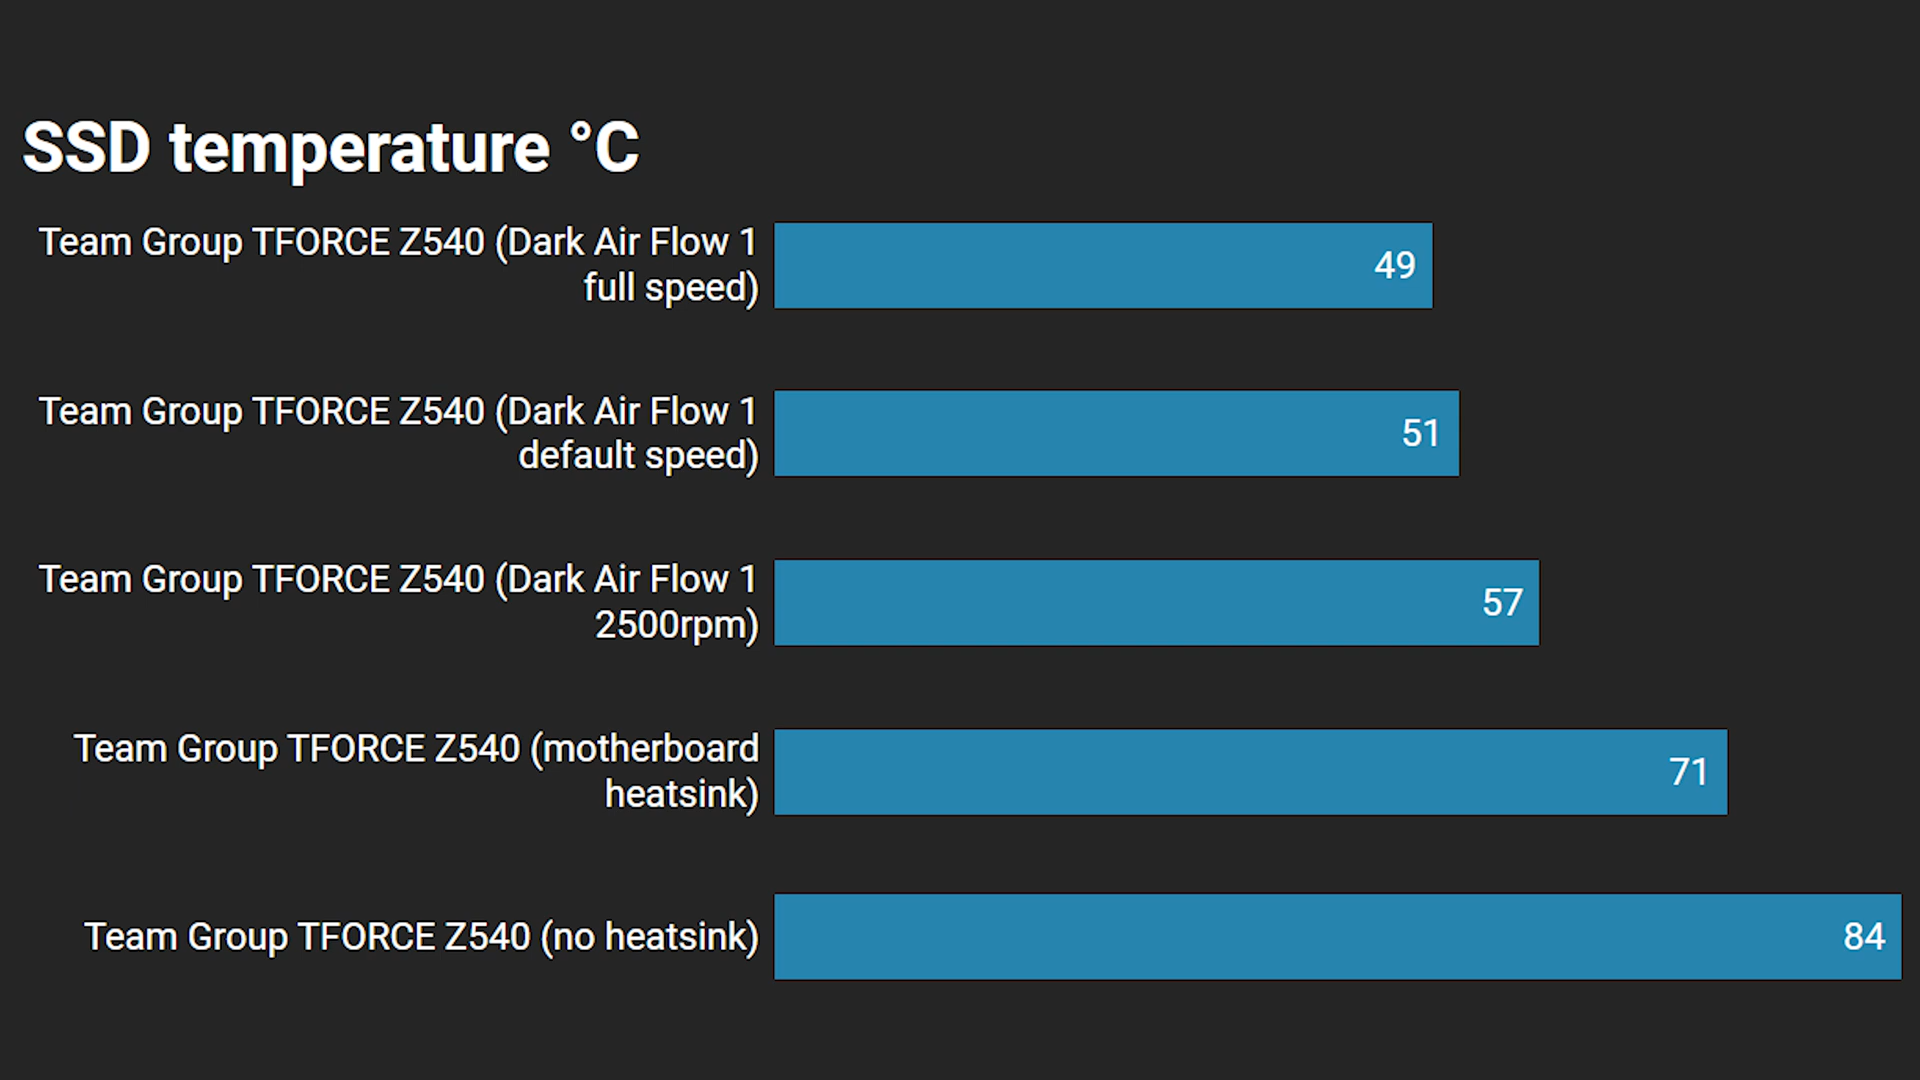 SSD temperature °C
Team Group TFORCE Z540 (Dark Air Flow 1
full speed)
49
Team Group TFORCE Z540 (Dark Air Flow 1
default speed)
51
Team Group TFORCE Z540 (Dark Air Flow 1
2500rpm)
57
Team Group TFORCE Z540 (motherboard
heatsink)
71
Team Group TFORCE Z540 (no heatsink)
84